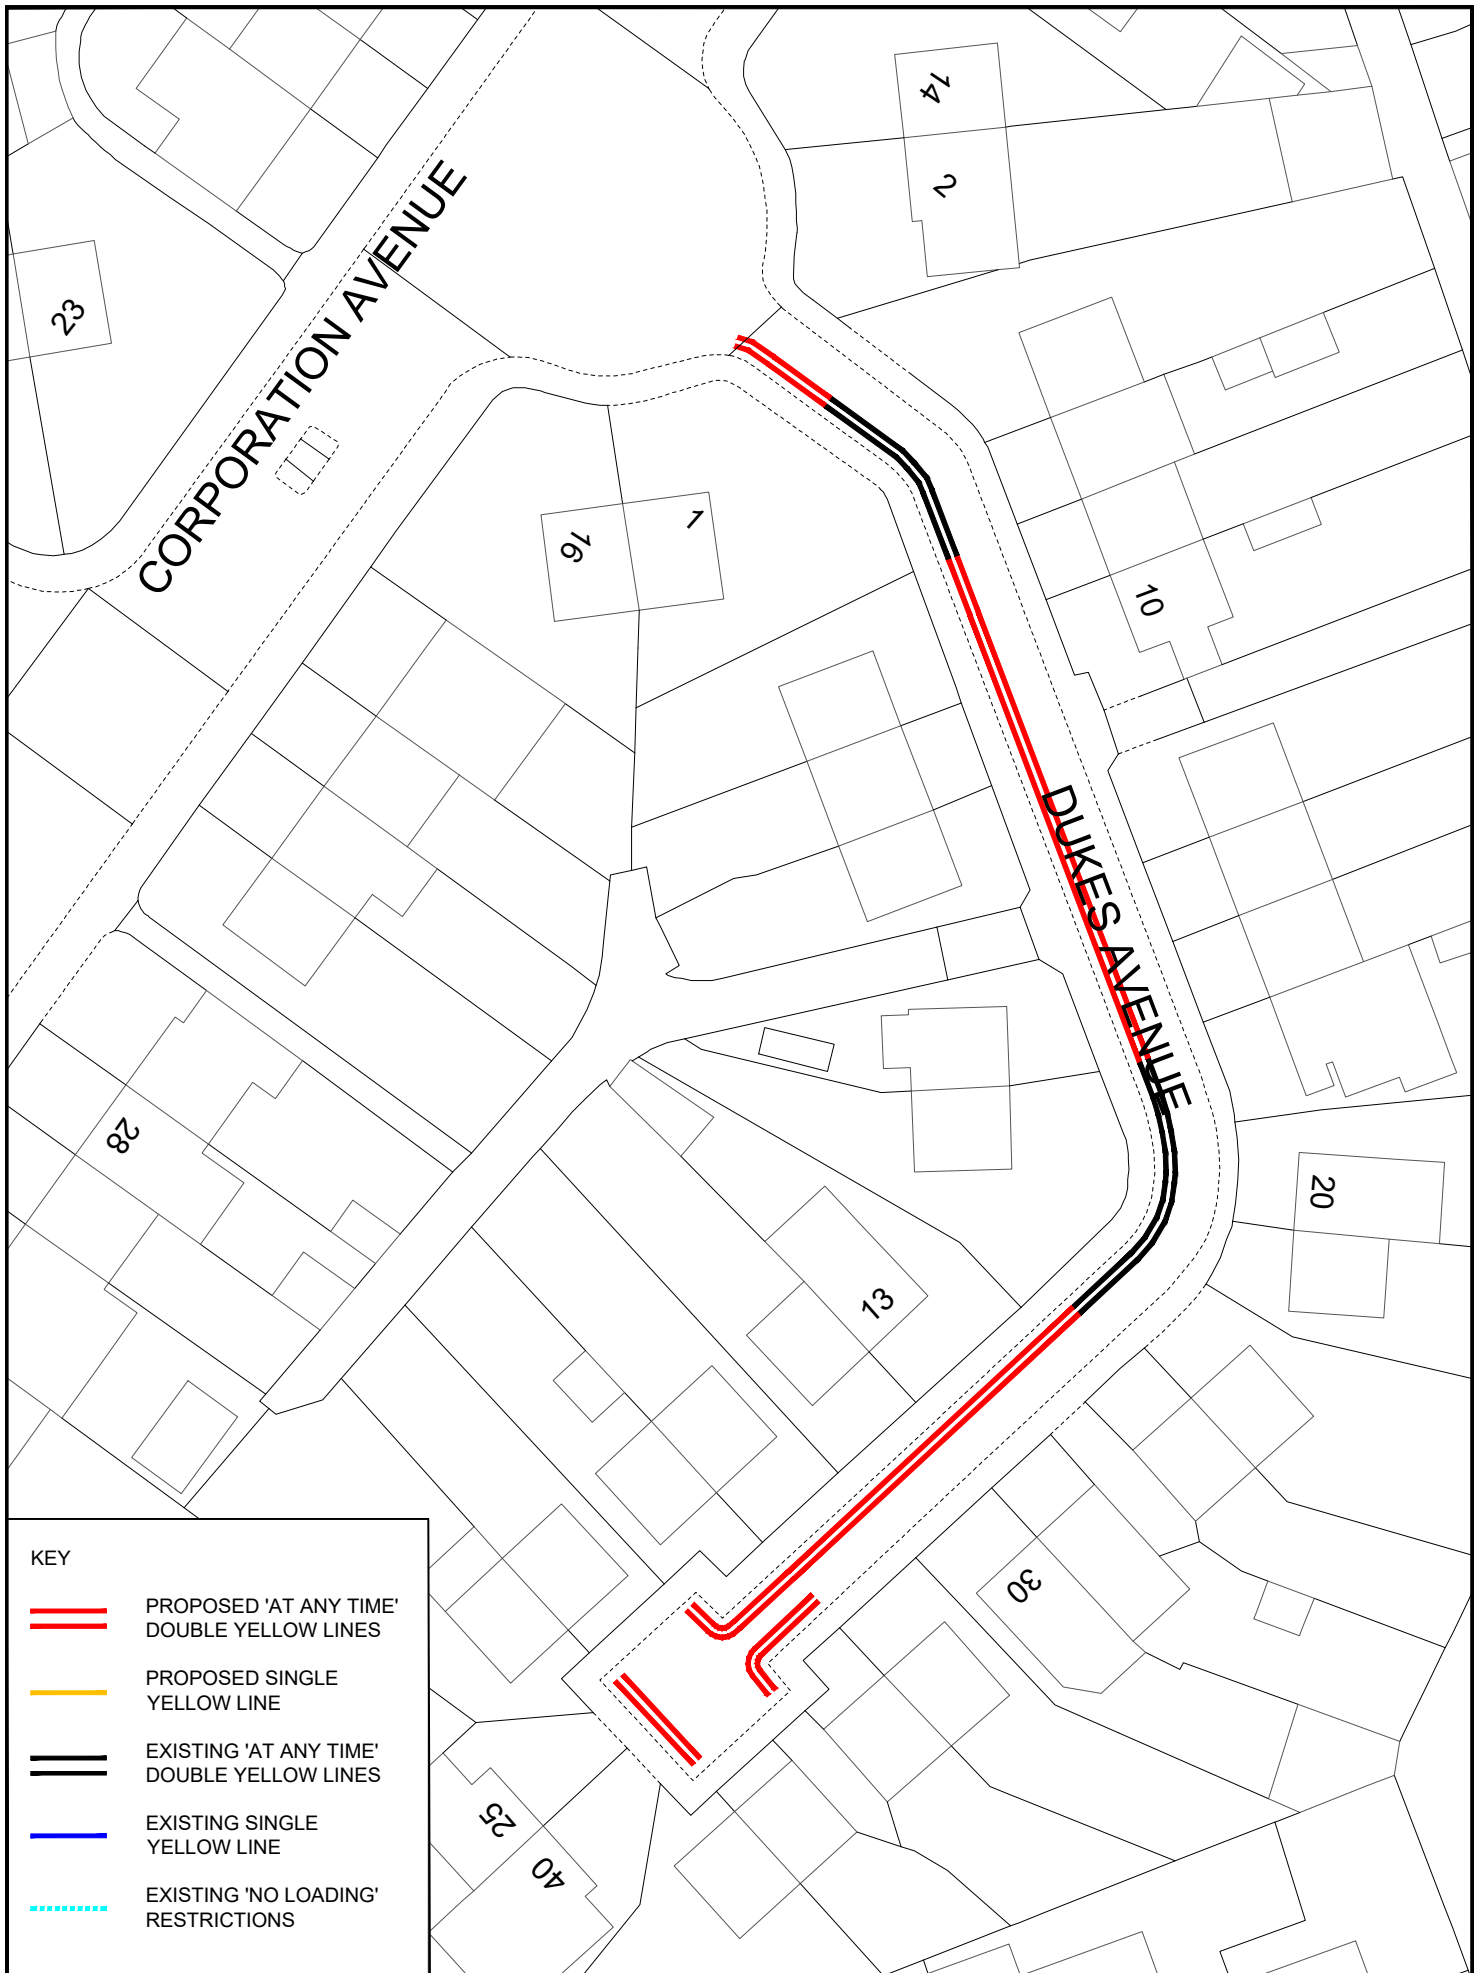 14
2
CORPORATION AVENUE
23
1
16
10
DUKES AVENUE
28
20
13
30
25
40
KEY
PROPOSED 'AT ANY TIME'
DOUBLE YELLOW LINES
PROPOSED SINGLE
YELLOW LINE
EXISTING 'AT ANY TIME'
DOUBLE YELLOW LINES
EXISTING SINGLE
YELLOW LINE
EXISTING 'NO LOADING'
RESTRICTIONS